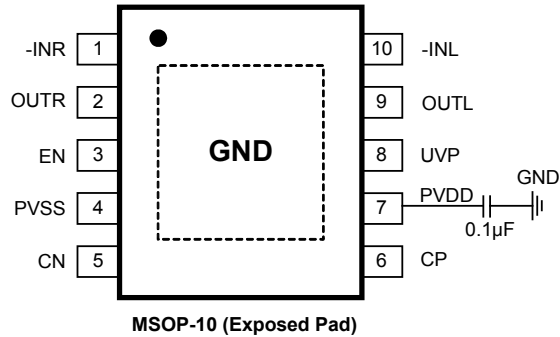 -INR 1 10 -INL
OUTR 2 9 OUTL
EN 3 GND 8 UVP
GND
PVSS 4 7 PVDD
0.1µF
CN 5 6 CP
MSOP-10 (Exposed Pad)